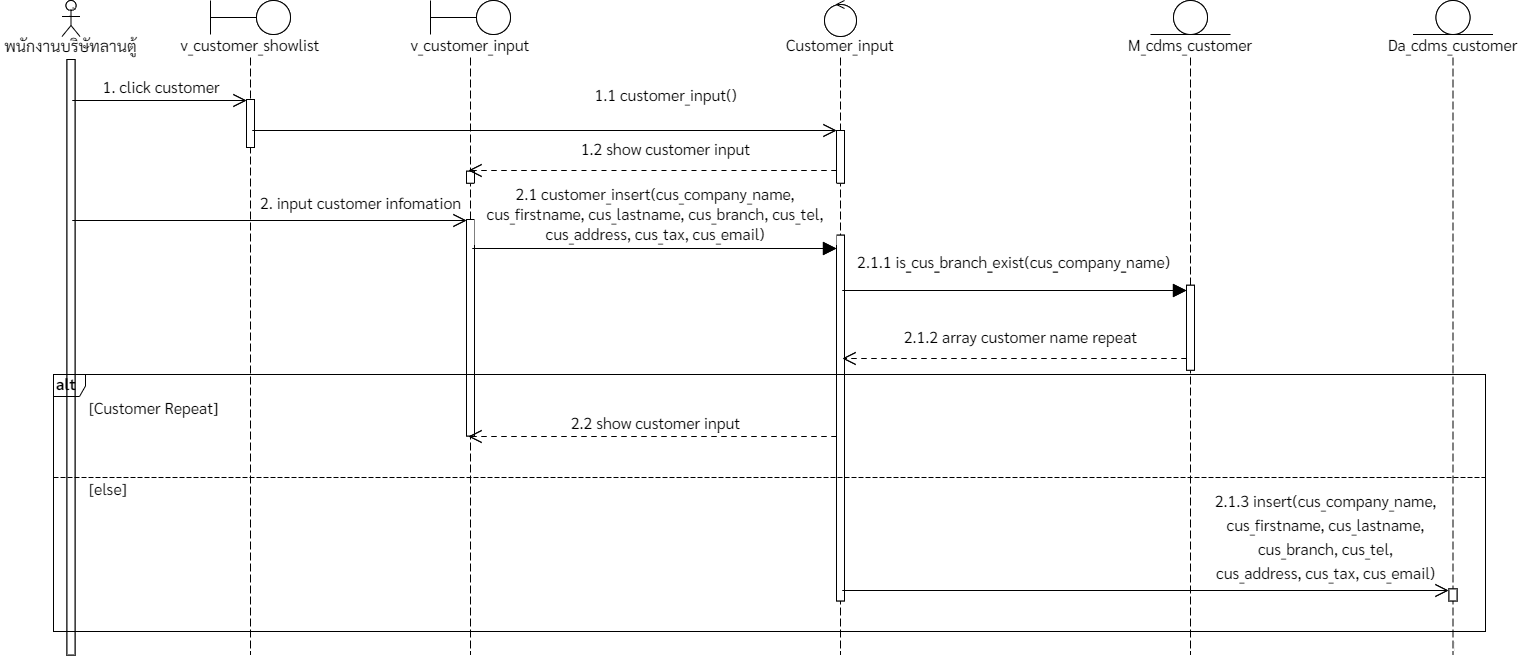 พนักงานบริษัทลานตู้
v_customer_showlist
v_customer_input
Customer_input
M_cdms_customer
Da_cdms_customer
1. click customer
1.1 customer_input()
1.2 show customer input
2. input customer infomation
2.1 customer_insert(cus_company_name,
cus_firstname, cus_lastname, cus_branch, cus_tel,
cus_address, cus_tax, cus_email)
2.1.1 is_cus_branch_exist(cus_company_name)
2.1.2 array customer name repeat
alt
[Customer Repeat]
2.2 show customer input
[else]
2.1.3 insert(cus_company_name,
cus_firstname, cus_lastname,
cus_branch, cus_tel,
cus_address, cus_tax, cus_email)